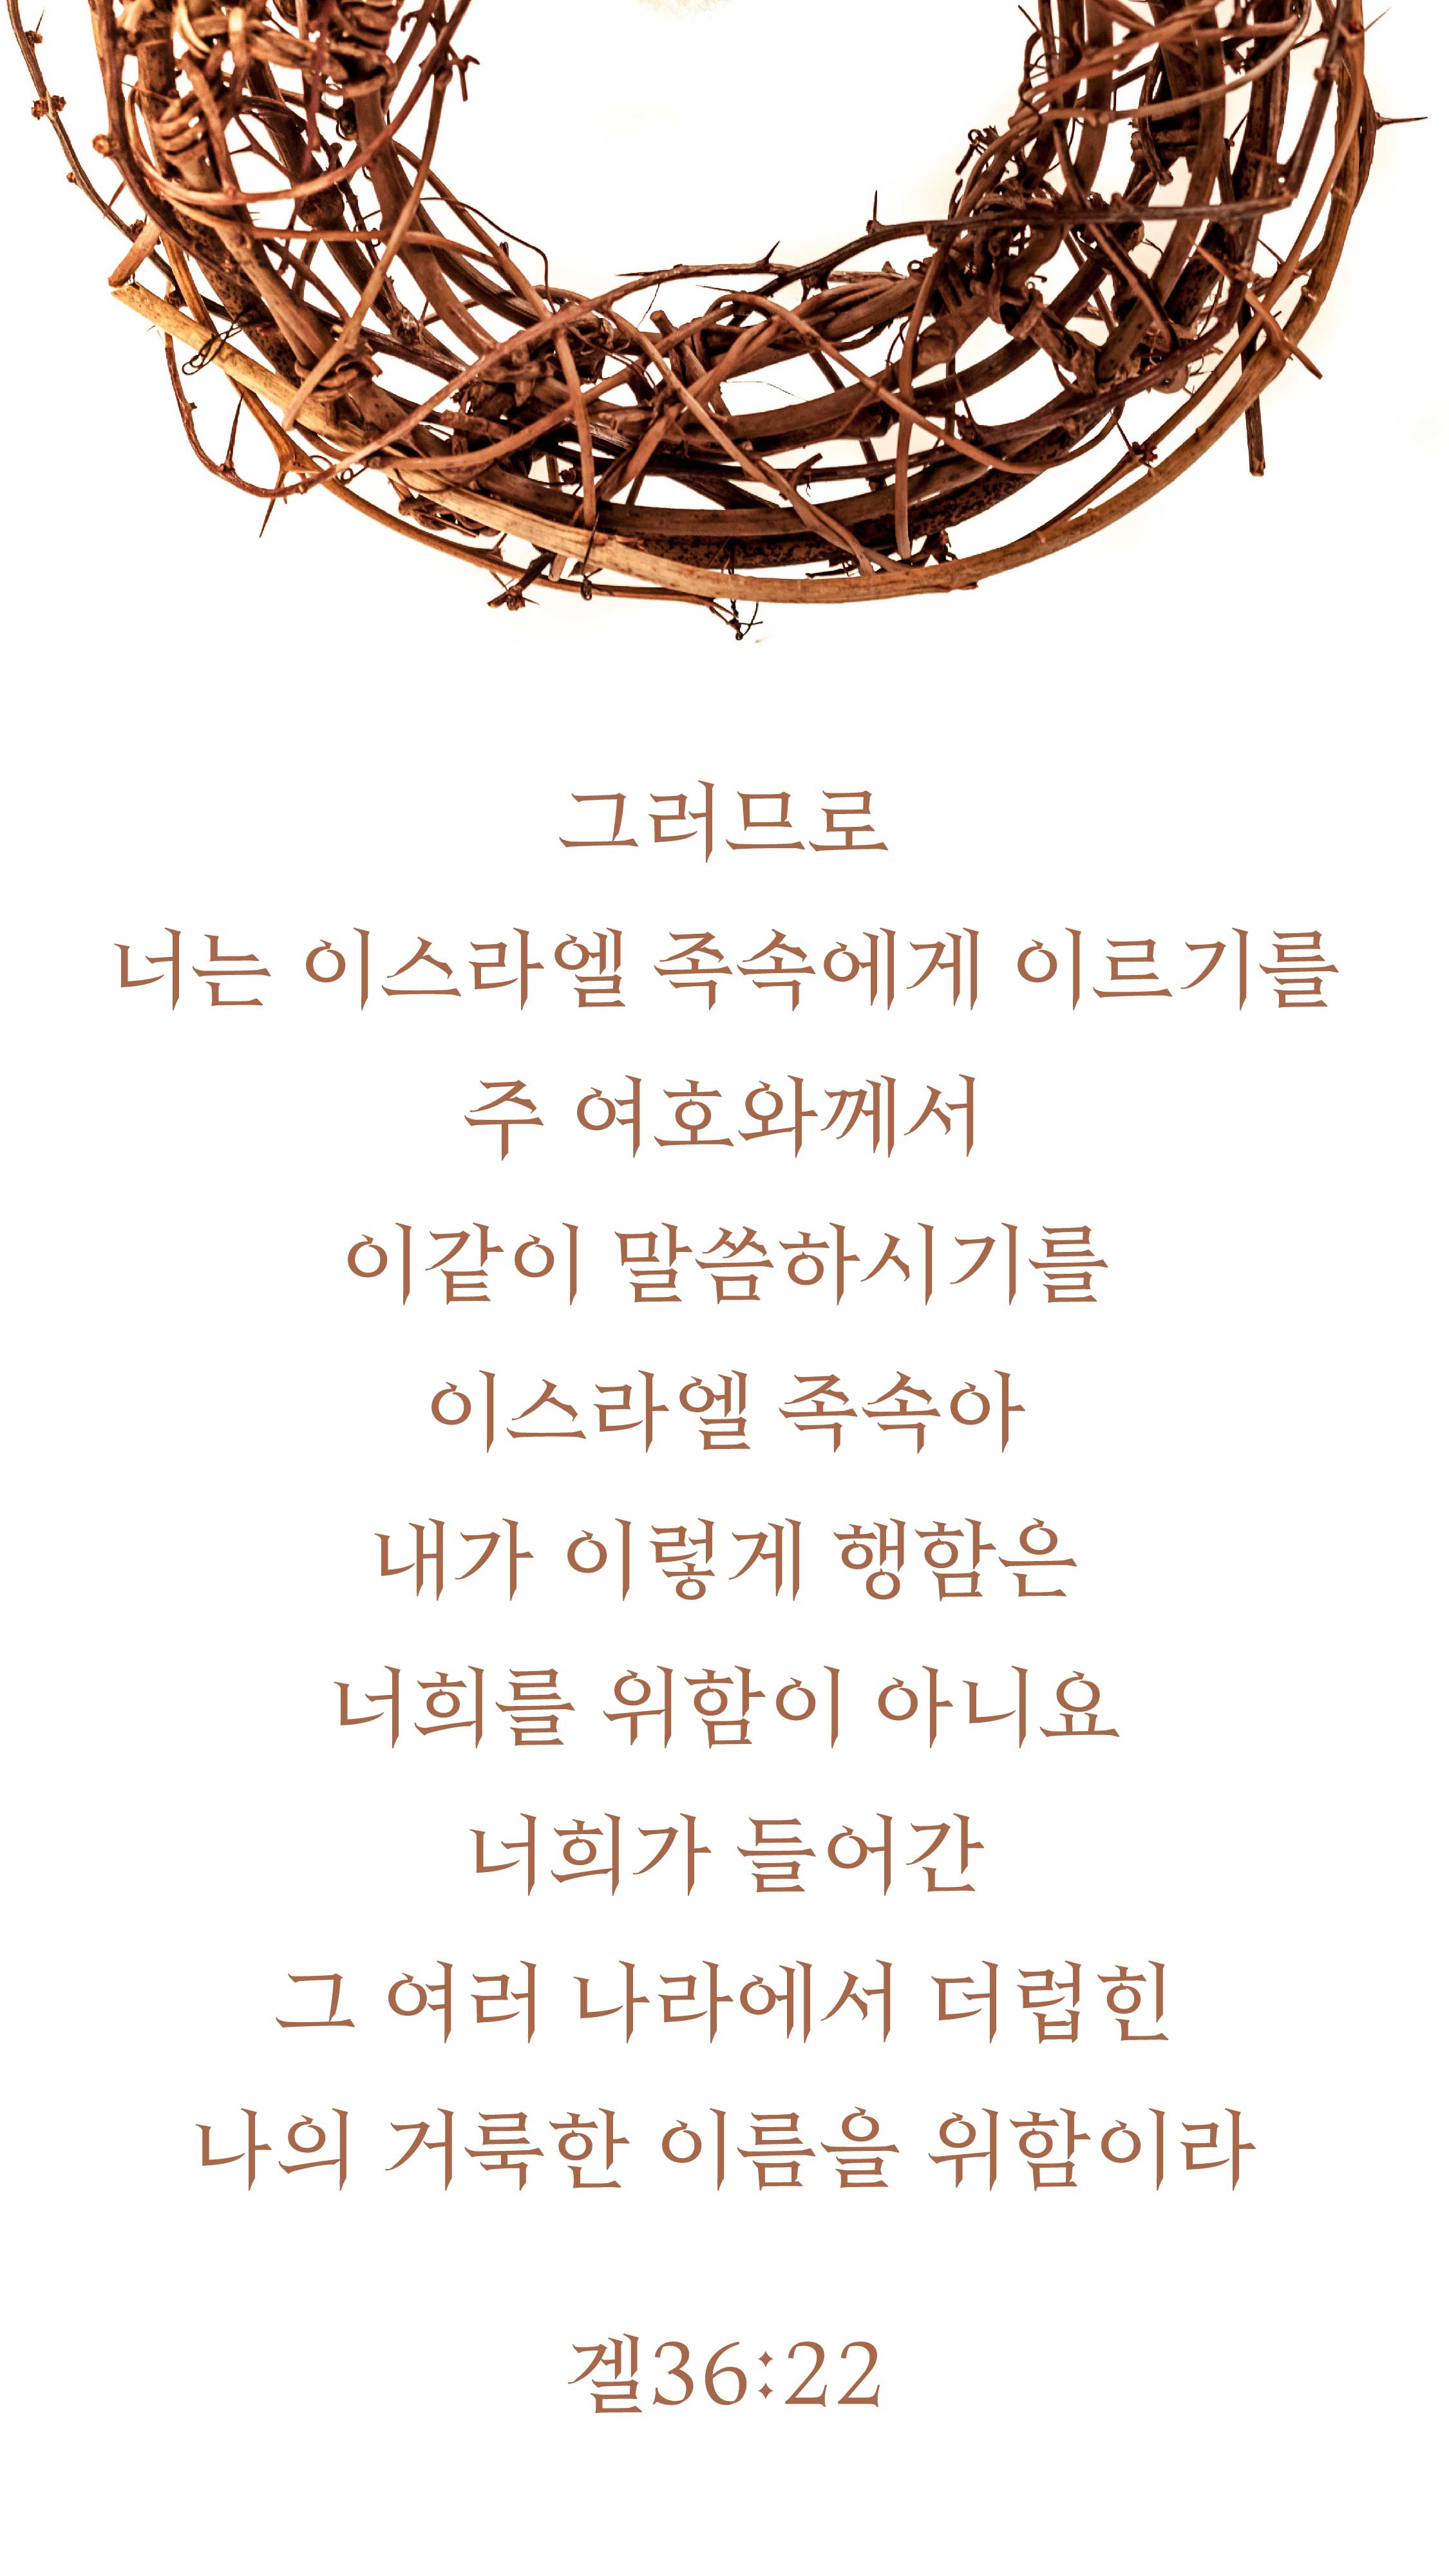 그러므로
너는 이스라엘 족속에게 이르기를
주 여호와께서
이같이 말씀하시기를
이스라엘 족속아
내가 이렇게 행함은
너희를 위함이 아니요
너희가 들어간
그 여러 나라에서 더럽힌
나의 거룩한 이름을 위함이라
겔36:22